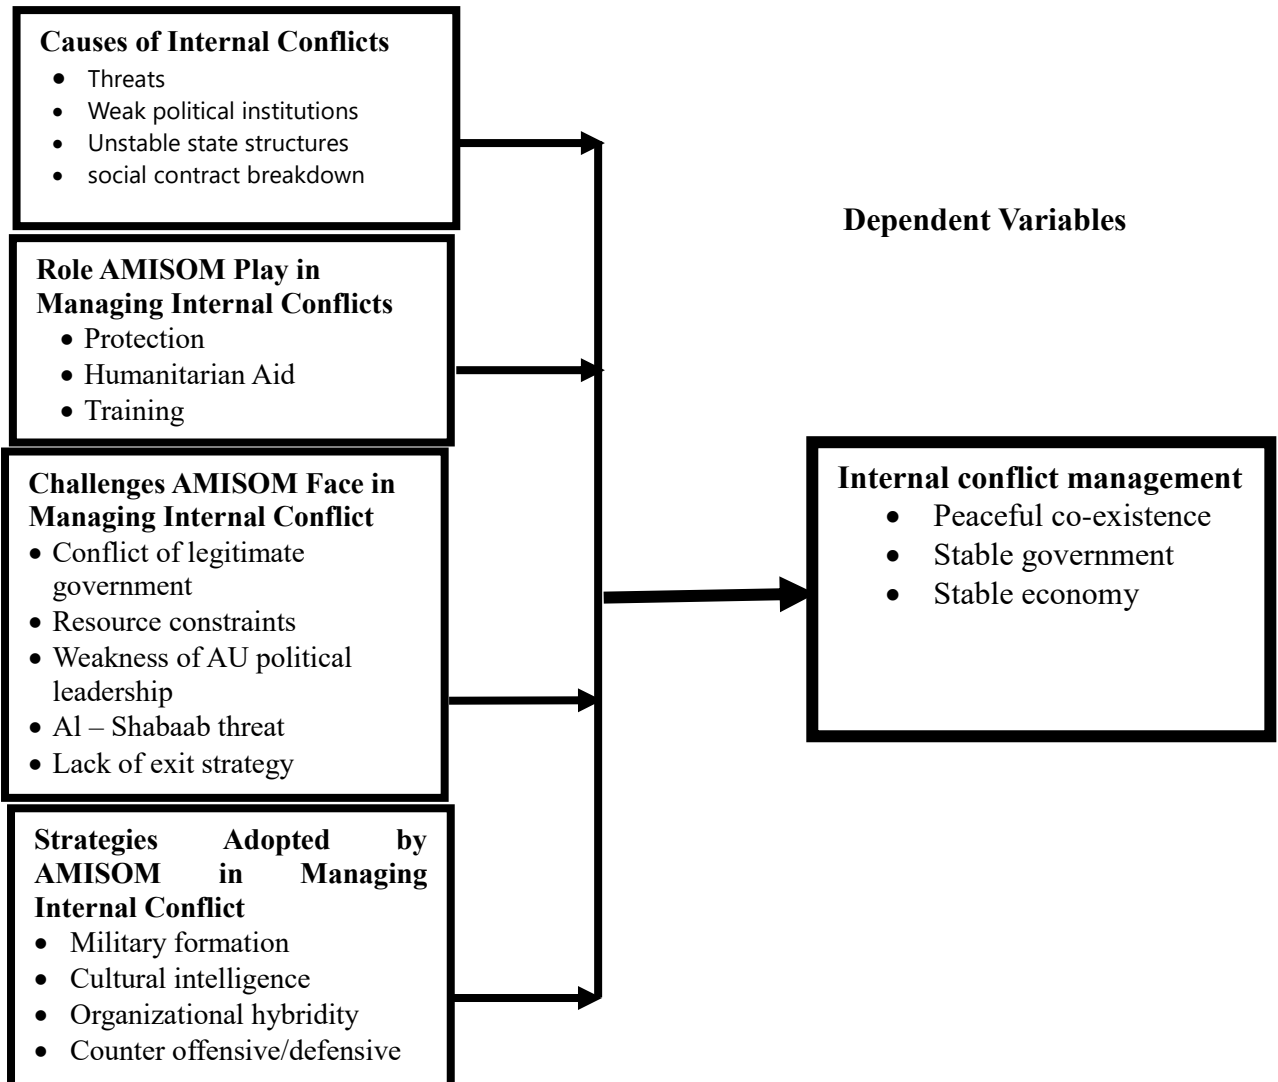 Causes of Internal Conflicts
• Threats
• Weak political institutions
• Unstable state structures
• social contract breakdown
Role AMISOM Play in
Managing Internal Conflicts
• Protection
• Humanitarian Aid
• Training
Challenges AMISOM Face in
Managing Internal Conflict
• Conflict of legitimate
government
• Resource constraints
• Weakness of AU political
leadership
• Al – Shabaab threat
• Lack of exit strategy
Strategies Adopted by
AMISOM in Managing
Internal Conflict
• Military formation
• Cultural intelligence
• Organizational hybridity
• Counter offensive/defensive
Dependent Variables
Internal conflict management
• Peaceful co-existence
• Stable government
• Stable economy